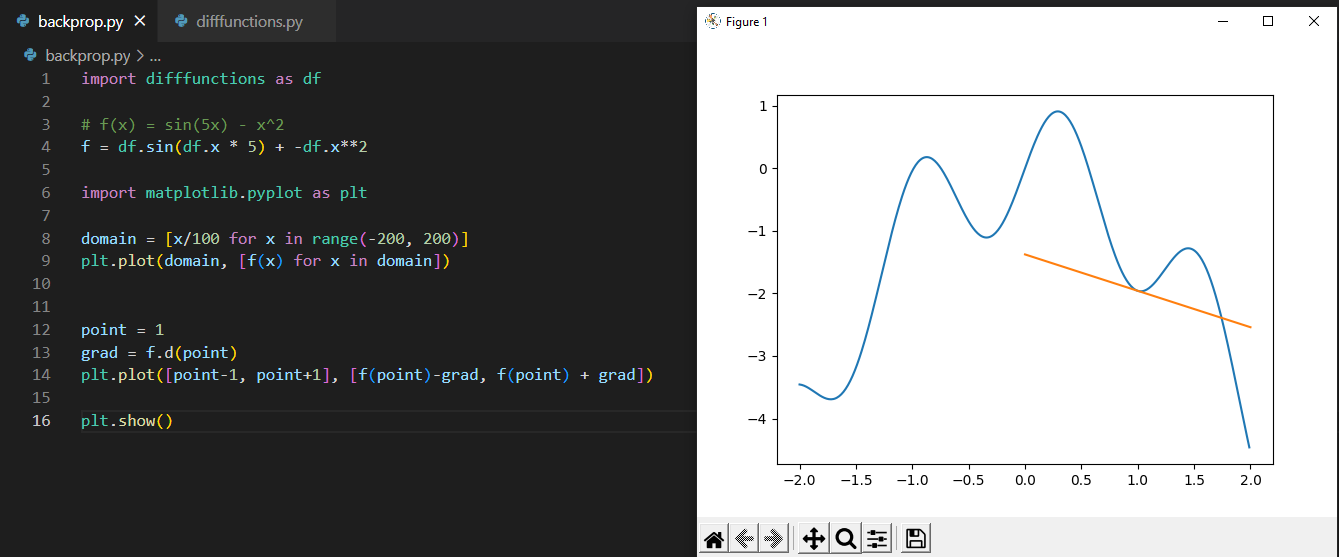 backprop.py ✕ difffunctions.py
backprop.py > ...
1 import difffunctions as df
2
3 # f(x) = sin(5x) - x^2
4 f = df.sin(df.x * 5) + -df.x**2
5
6 import matplotlib.pyplot as plt
7
8 domain = [x/100 for x in range(-200, 200)]
9 plt.plot(domain, [f(x) for x in domain])
10
11
12 point = 1
13 grad = f.d(point)
14 plt.plot([point-1, point+1], [f(point)-grad, f(point) + grad])
15
16 plt.show()
Figure 1
1
0
−1
−2
−3
−4
−2.0 −1.5 −1.0 −0.5 0.0 0.5 1.0 1.5 2.0